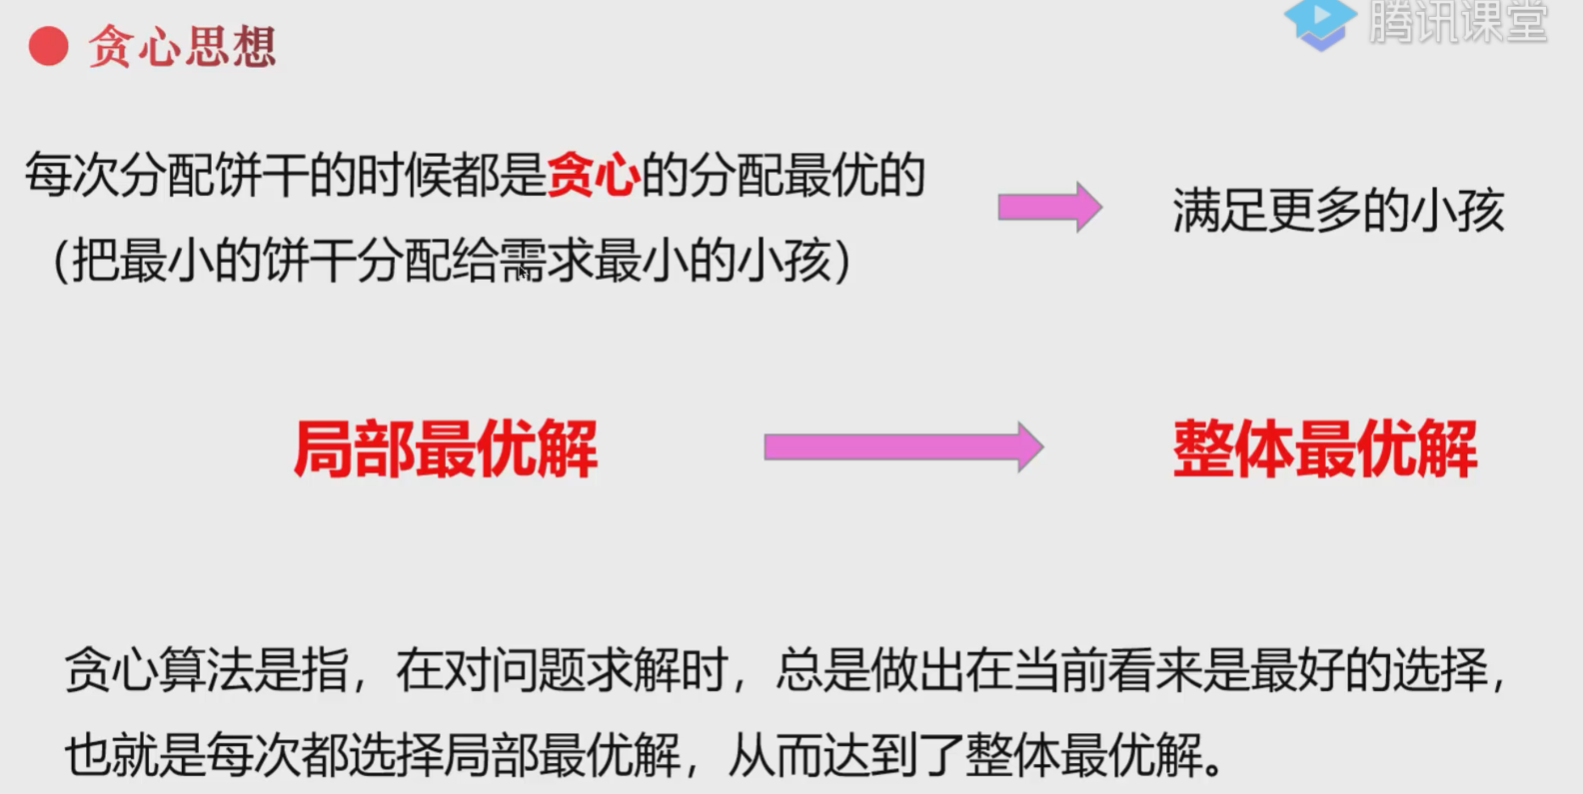 贪心思想
腾讯课堂
每次分配饼干的时候都是贪心的分配最优的
（把最小的饼干分配给需求最小的小孩）
满足更多的小孩
局部最优解
整体最优解
贪心算法是指，在对问题求解时，总是做出在当前看来是最好的选择，
也就是每次都选择局部最优解，从而达到了整体最优解。